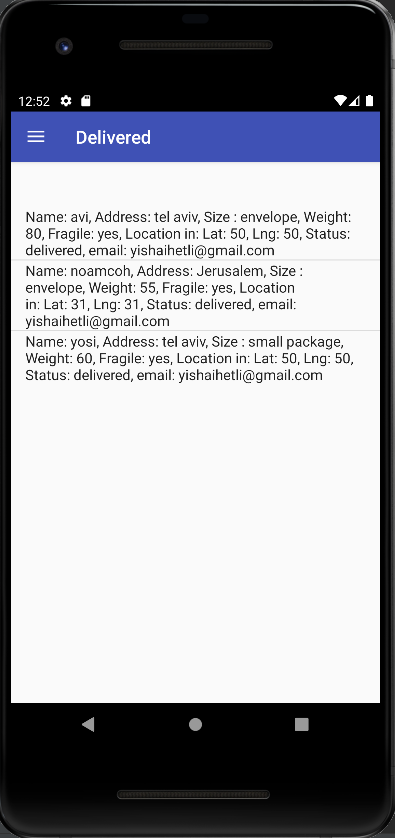 12:52
Delivered
Name: avi, Address: tel aviv, Size : envelope, Weight:
80, Fragile: yes, Location in: Lat: 50, Lng: 50, Status:
delivered, email: yishaihetli@gmail.com
Name: noamcoh, Address: Jerusalem, Size :
envelope, Weight: 55, Fragile: yes, Location
in: Lat: 31, Lng: 31, Status: delivered, email:
yishaihetli@gmail.com
Name: yosi, Address: tel aviv, Size : small package,
Weight: 60, Fragile: yes, Location in: Lat: 50, Lng: 50,
Status: delivered, email: yishaihetli@gmail.com